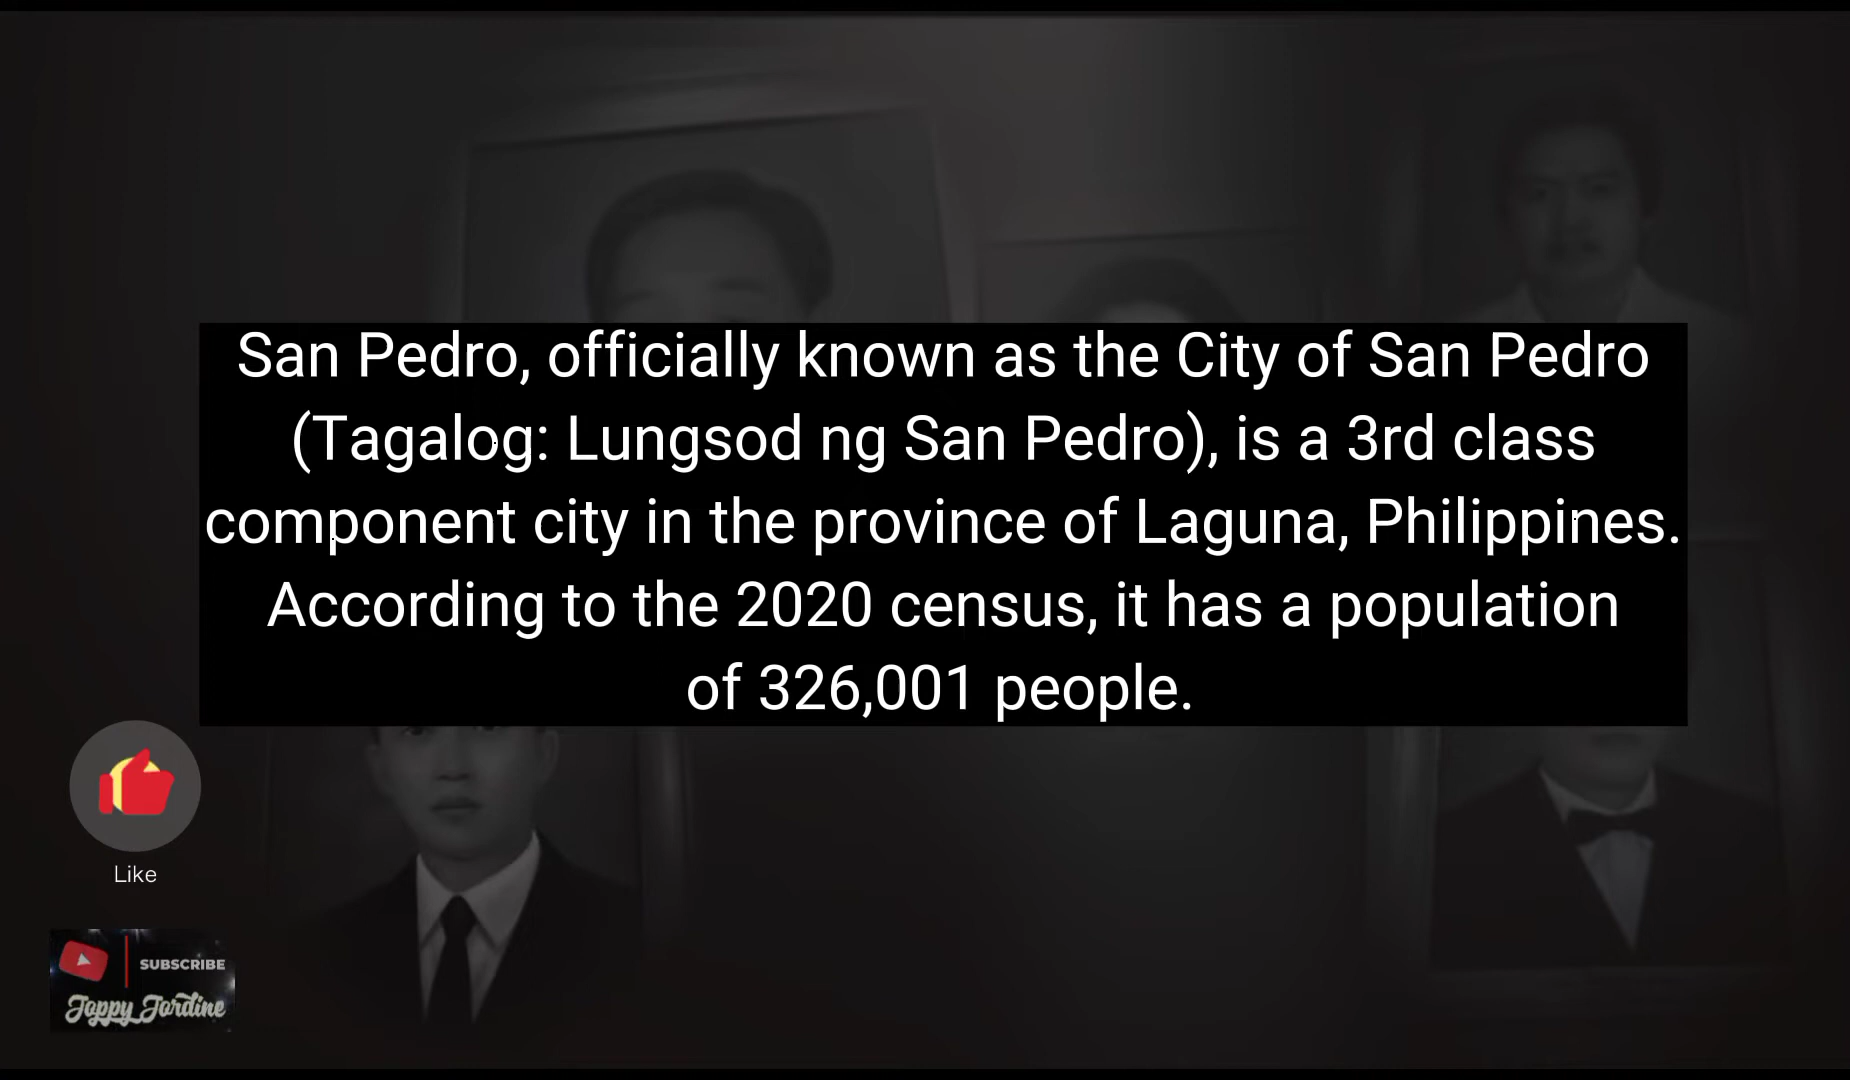 San Pedro, officially known as the City of San Pedro
(Tagalog: Lungsod ng San Pedro), is a 3rd class
component city in the province of Laguna, Philippines.
According to the 2020 census, it has a population
of 326,001 people.
Like
SUBSCRIBE
Jappy Jardine